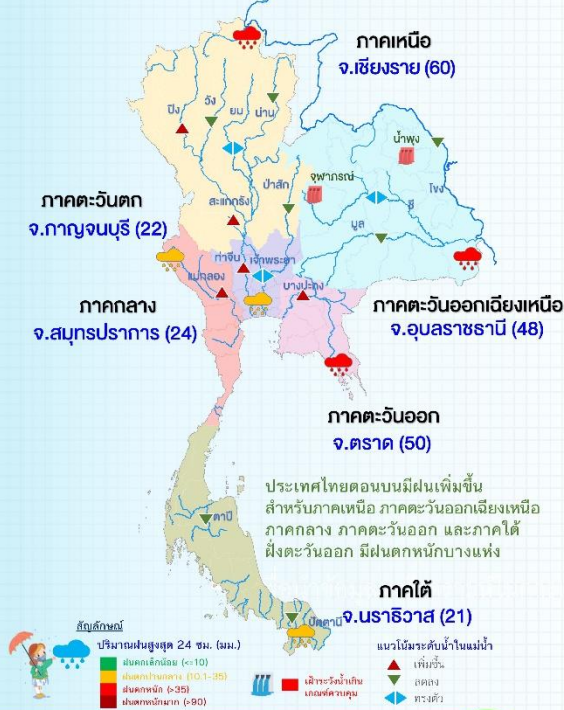 ภาคเหนือ
จ.เชียงราย (60)
ปิง
วัง
ยม
น่าน
น้ำพุง
จุฬาภรณ์
โขง
ชี
ป่าสัก
สะแกกรัง
มูล
ภาคตะวันตก
จ.กาญจนบุรี (22)
ท่าจีน
เจ้าพระยา
แม่กลอง
บางปะกง
ภาคกลาง
จ.สมุทรปราการ (24)
ภาคตะวันออกเฉียงเหนือ
จ.อุบลราชธานี (48)
ภาคตะวันออก
จ.ตราด (50)
ประเทศไทยตอนบนมีฝนเพิ่มขึ้น
สำหรับภาคเหนือ ภาคตะวันออกเฉียงเหนือ
ภาคกลาง ภาคตะวันออก และภาคใต้
ฝั่งตะวันออก มีฝนตกหนักบางแห่ง
ตาปี
ภาคใต้
จ.นราธิวาส (21)
ปัตตานี
สัญลักษณ์
ปริมาณฝนสูงสุด 24 ชม. (มม.)
ฝนตกเล็กน้อย (<=10)
ฝนตกปานกลาง (10.1-35)
ฝนตกหนัก (>35)
ฝนตกหนักมาก (>90)
เฝ้าระวังน้ำเกิน
เกณฑ์ควบคุม
แนวโน้มระดับน้ำในแม่น้ำ
เพิ่มขึ้น
ลดลง
ทรงตัว